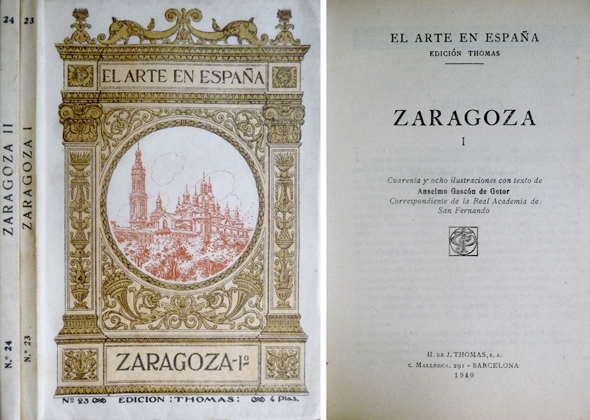 24
ZARAGOZA II
N.º 24
23
ZARAGOZA I
N.º 23
EL ARTE EN ESPAÑA
ZARAGOZA-1º
Nº 23 EDICION :THOMAS: 4 Ptas.
EL ARTE EN ESPAÑA
EDICIÓN THOMAS
ZARAGOZA
I
Cuarenta y ocho ilustraciones con texto de
Anselmo Gascón de Gotor
Correspondiente de la Real Academia de
San Fernando
H. DE J. THOMAS, S. A.
C. MALLORCA, 291 - BARCELONA
1940